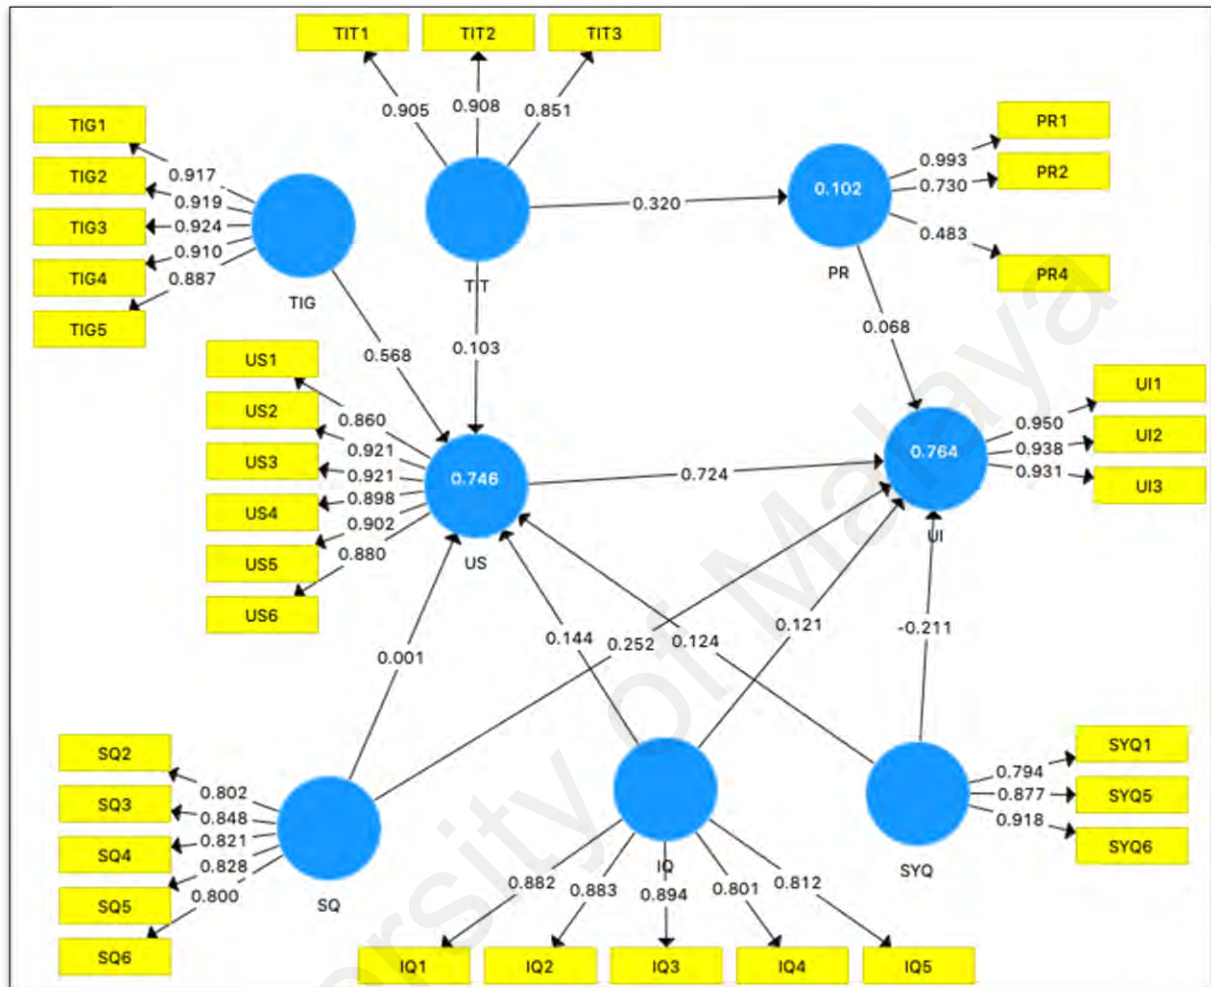 TIT1 TIT2 TIT3
0.905 0.908 0.851
TIG1
TIG2
TIG3
TIG4
TIG5
0.917
0.919
0.924
0.910
0.887
TIG
TIT
0.320
0.102
PR
0.993
0.730
0.483
PR1
PR2
PR4
0.568
0.103
0.068
US1
US2
US3
US4
US5
US6
0.860
0.921
0.921
0.898
0.902
0.880
0.746
US
0.724
0.764
UI
0.950
0.938
0.931
UI1
UI2
UI3
0.001
0.144
0.252
0.124
0.121
-0.211
SQ2
SQ3
SQ4
SQ5
SQ6
0.802
0.848
0.821
0.828
0.800
SQ
IQ
0.882 0.883 0.894 0.801 0.812
IQ1 IQ2 IQ3 IQ4 IQ5
SYQ
0.794
0.877
0.918
SYQ1
SYQ5
SYQ6
ersity of Malaya